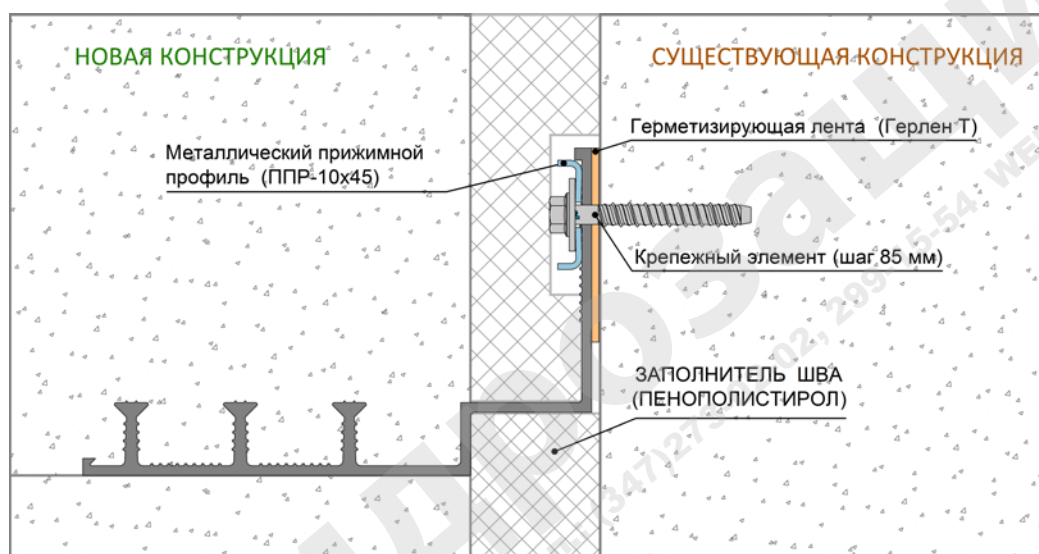 НОВАЯ КОНСТРУКЦИЯ
СУЩЕСТВУЮЩАЯ КОНСТРУКЦИЯ
Герметизирующая лента (Герлен Т)
Металлический прижимной
профиль (ППР-10х45)
Крепежный элемент (шаг 85 мм)
ЗАПОЛНИТЕЛЬ ШВА
(ПЕНОПОЛИСТИРОЛ)